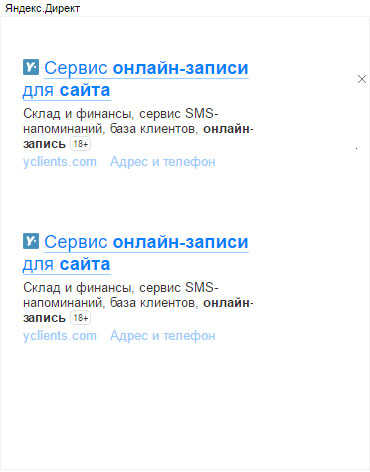 Яндекс.Директ
Y Сервис онлайн-записи
для сайта
Склад и финансы, сервис SMS-
напоминаний, база клиентов, онлайн-
запись 18+
yclients.com Адрес и телефон
Y Сервис онлайн-записи
для сайта
Склад и финансы, сервис SMS-
напоминаний, база клиентов, онлайн-
запись 18+
yclients.com Адрес и телефон